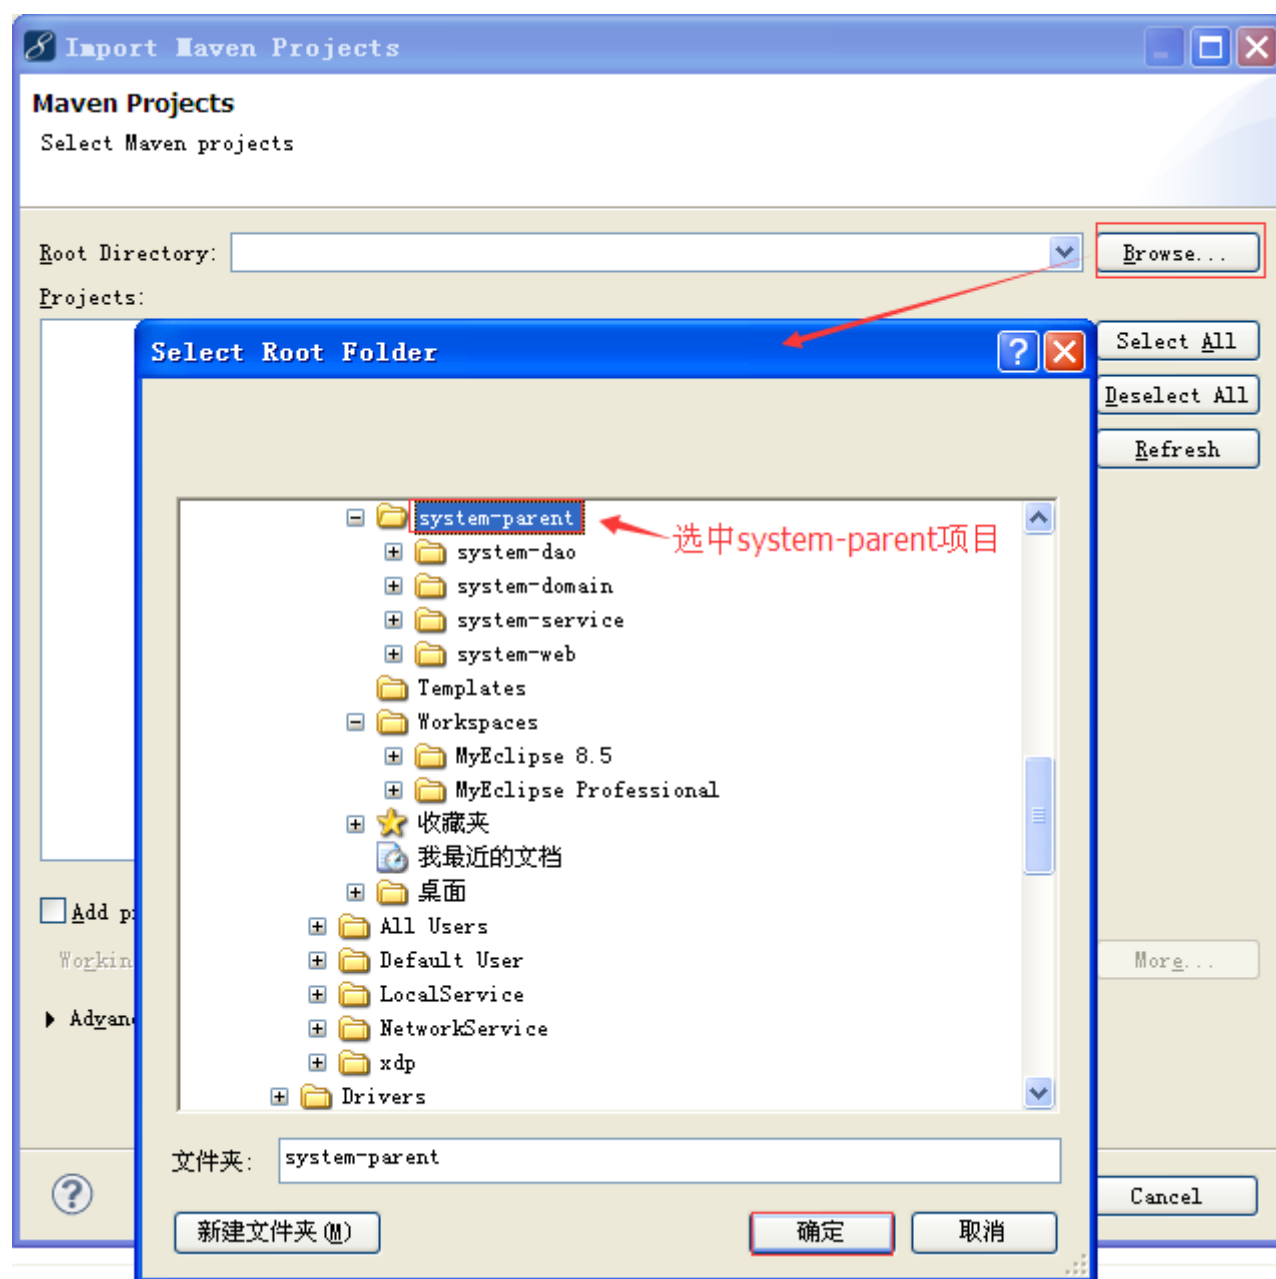 Import Maven Projects
Maven Projects
Select Maven projects
Root Directory:
Browse...
Projects:
Select All
Deselect All
Refresh
Select Root Folder
system-parent
选中system-parent项目
system-dao
system-domain
system-service
system-web
Templates
Workspaces
MyEclipse 8.5
MyEclipse Professional
收藏夹
我最近的文档
桌面
All Users
Default User
LocalService
NetworkService
xdp
Drivers
Add
More...
文件夹: system-parent
新建文件夹(M)
确定
取消
Cancel